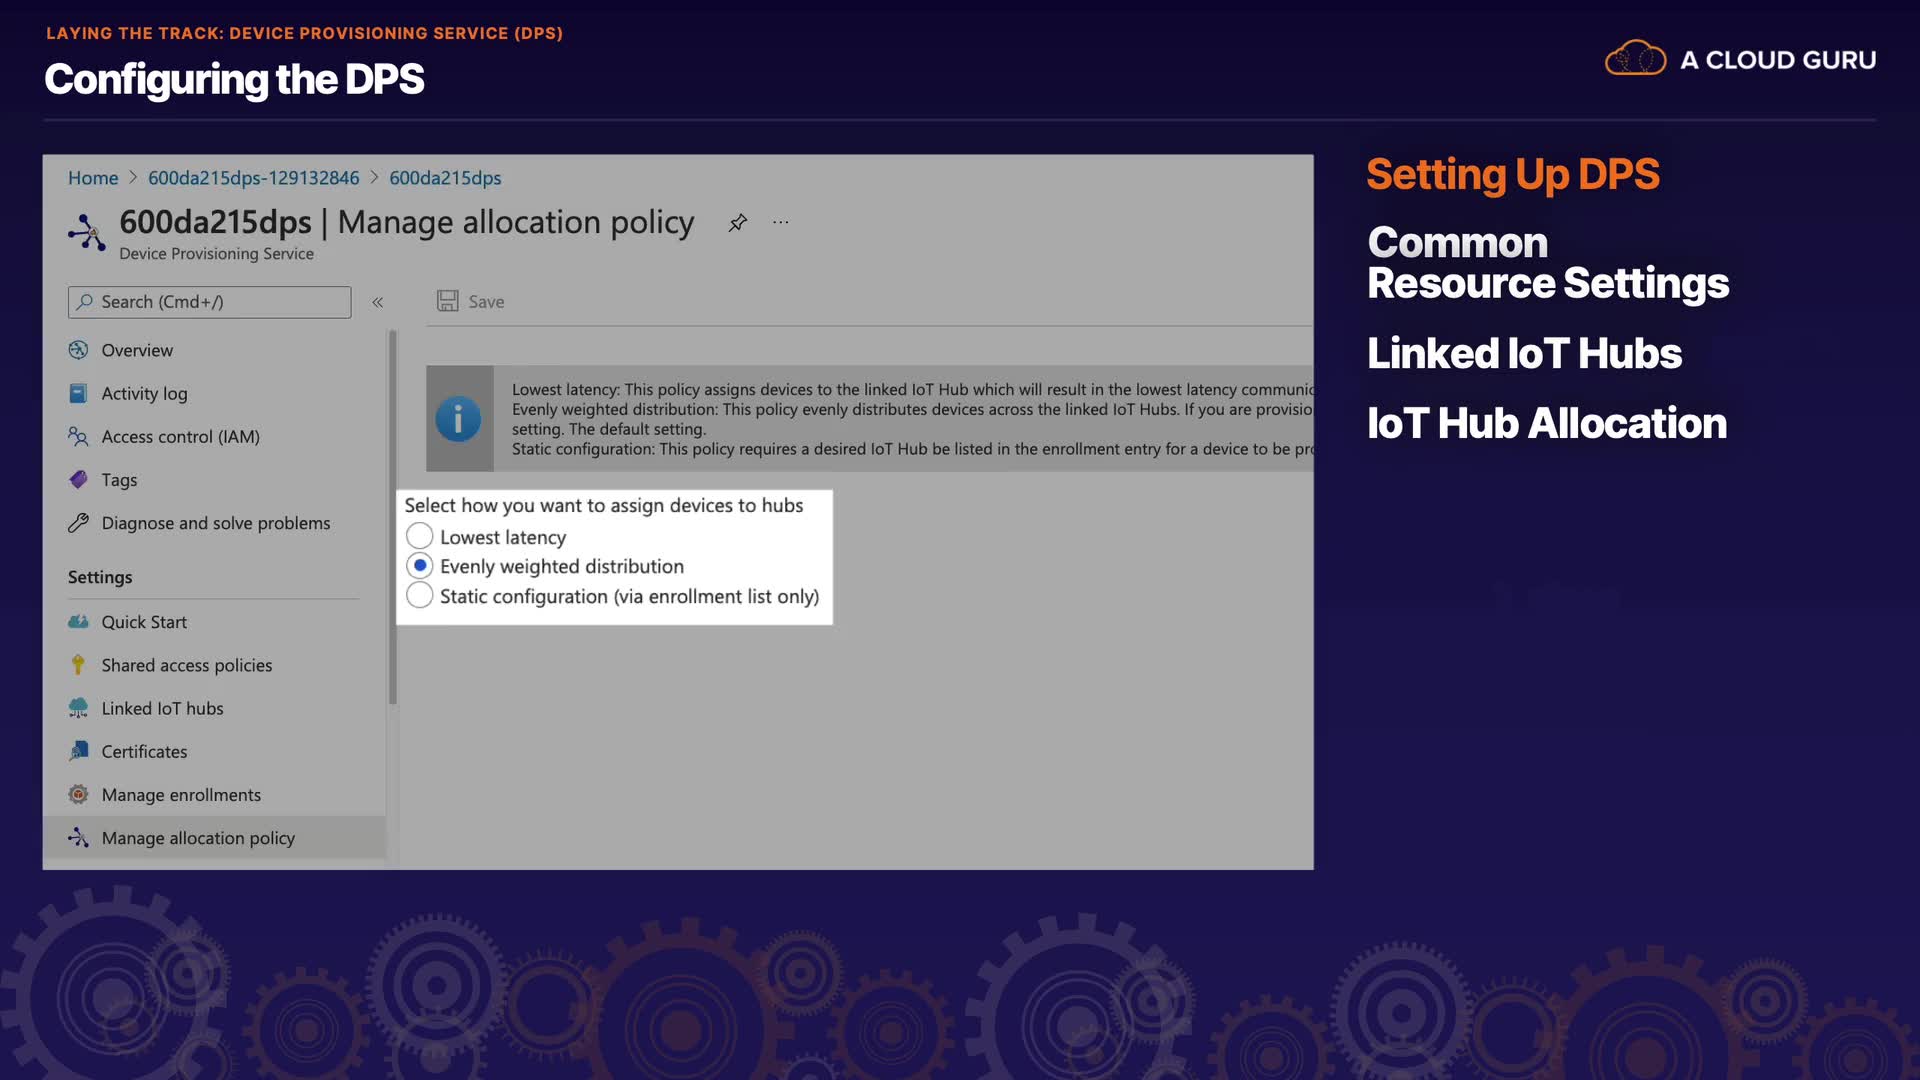 LAYING THE TRACK: DEVICE PROVISIONING SERVICE (DPS)
Configuring the DPS
A CLOUD GURU
Home > 600da215dps-129132846 > 600da215dps
600da215dps | Manage allocation policy
Device Provisioning Service
Search (Cmd+/)
Save
Overview
Activity log
Access control (IAM)
Tags
Diagnose and solve problems
Settings
Quick Start
Shared access policies
Linked IoT hubs
Certificates
Manage enrollments
Manage allocation policy
Lowest latency: This policy assigns devices to the linked IoT Hub which will result in the lowest latency
Evenly weighted distribution: This policy evenly distributes devices across the linked IoT Hubs. If you are
setting. The default setting.
Static configuration: This policy requires a desired IoT Hub be listed in the enrollment entry for a device to be
Select how you want to assign devices to hubs
Lowest latency
Evenly weighted distribution
Static configuration (via enrollment list only)
Setting Up DPS
Common
Resource Settings
Linked IoT Hubs
IoT Hub Allocation